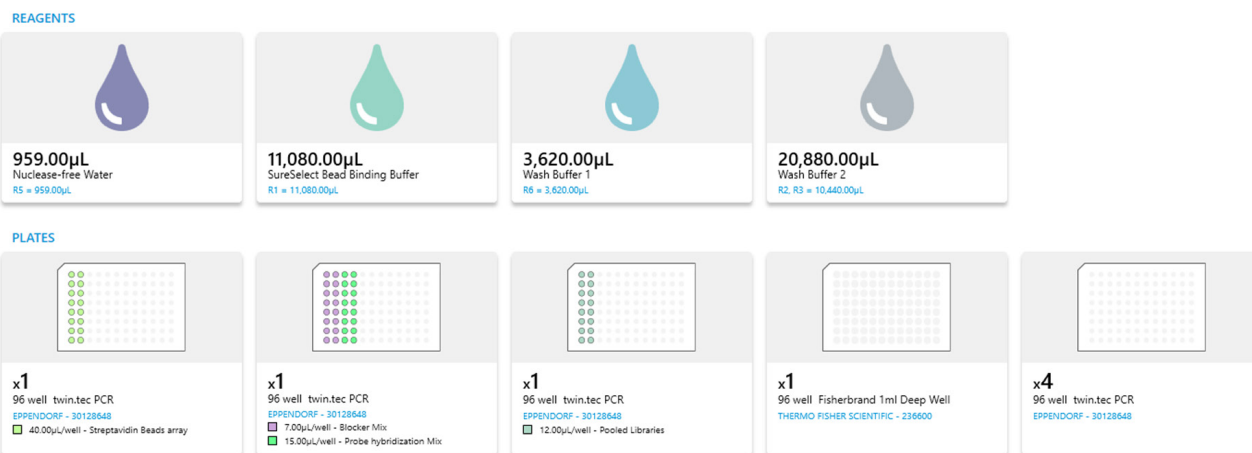 REAGENTS
959.00µL
Nuclease-free Water
R5 = 959.00µL
11,080.00µL
SureSelect Bead Binding Buffer
R1 = 11,080.00µL
3,620.00µL
Wash Buffer 1
R6 = 3,620.00µL
20,880.00µL
Wash Buffer 2
R2, R3 = 10,440.00µL
PLATES
x1
96 well twin.tec PCR
EPPENDORF - 30128648
40.00µL/well - Streptavidin Beads array
x1
96 well twin.tec PCR
EPPENDORF - 30128648
7.00µL/well - Blocker Mix
15.00µL/well - Probe hybridization Mix
x1
96 well twin.tec PCR
EPPENDORF - 30128648
12.00µL/well - Pooled Libraries
x1
96 well Fisherbrand 1ml Deep Well
THERMO FISHER SCIENTIFIC - 236600
x4
96 well twin.tec PCR
EPPENDORF - 30128648